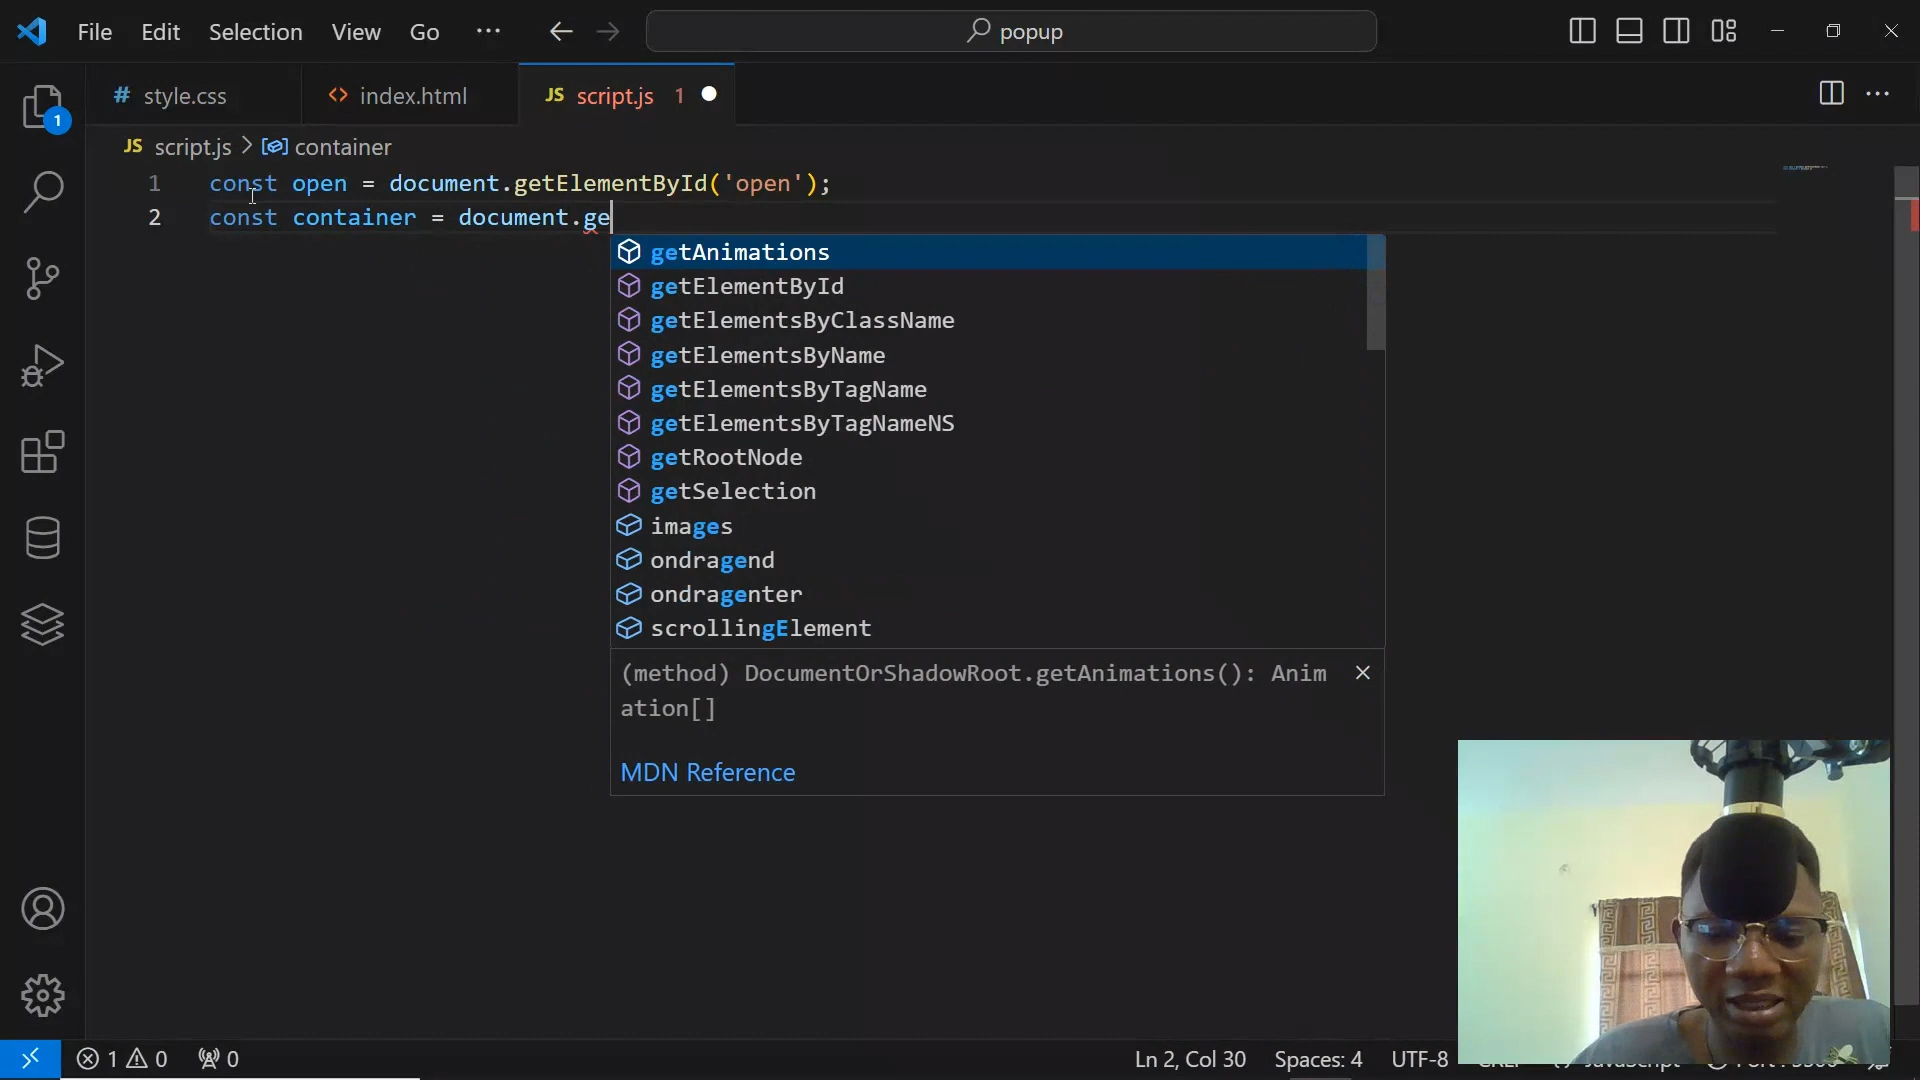 File Edit Selection View Go ··· popup
# style.css <> index.html JS script.js 1
1
JS script.js > container
1 const open = document.getElementById('open');
2 const container = document.ge
getAnimations
getElementById
getElementsByClassName
getElementsByName
getElementsByTagName
getElementsByTagNameNS
getRootNode
getSelection
images
ondragend
ondragenter
scrollingElement
(method) DocumentOrShadowRoot.getAnimations(): Anim
ation[]
MDN Reference
1 0 0 Ln 2, Col 30 Spaces: 4 UTF-8